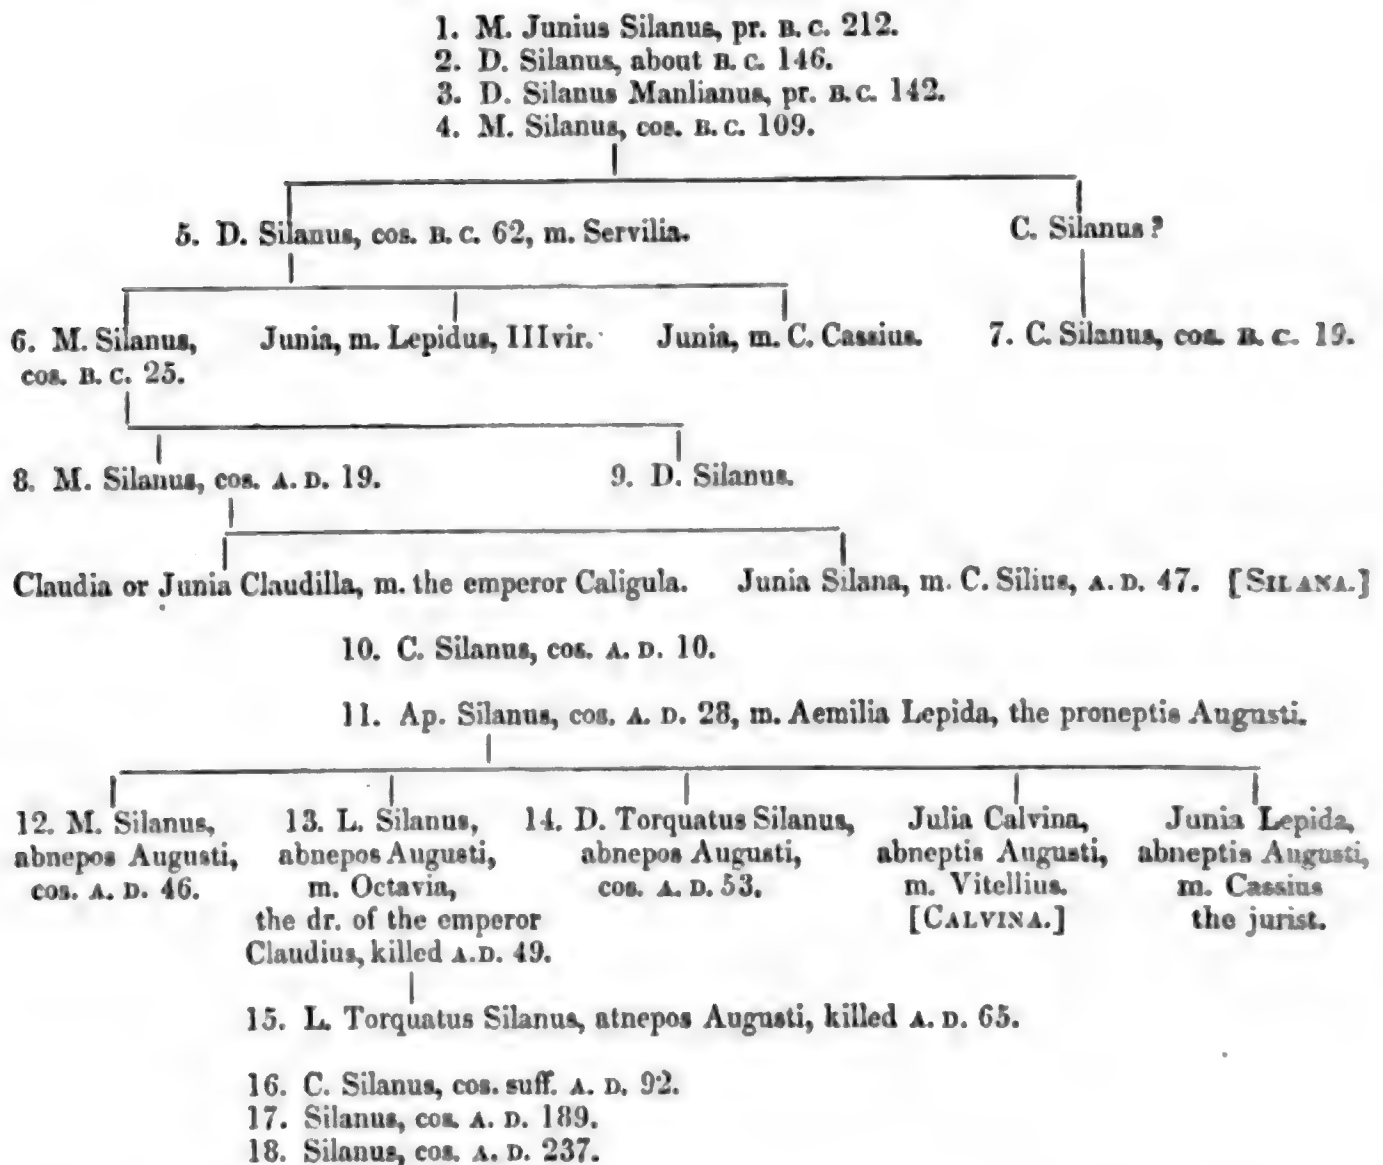 1. M. Junius Silanus, pr. B. C. 212.
2. D. Silanus, about B. C. 146.
3. D. Silanus Manlianus, pr. B. C. 142.
4. M. Silanus, cos. B. C. 109.
5. D. Silanus, cos. B. C. 62, m. Servilia. C. Silanus?
6. M. Silanus, Junia, m. Lepidus, IIIvir. Junia, m. C. Cassius. 7. C. Silanus, cos. B. C. 19.
cos. B. C. 25.
8. M. Silanus, cos. A. D. 19. 9. D. Silanus.
Claudia or Junia Claudilla, m. the emperor Caligula. Junia Silana, m. C. Silius, A. D. 47. [SILANA.]
10. C. Silanus, cos. A. D. 10.
11. Ap. Silanus, cos. A. D. 28, m. Aemilia Lepida, the proneptis Augusti.
12. M. Silanus, 13. L. Silanus, 14. D. Torquatus Silanus, Julia Calvina, Junia Lepida,
abnepos Augusti, abnepos Augusti, abnepos Augusti, abneptis Augusti, abneptis Augusti,
cos. A. D. 46. m. Octavia, cos. A. D. 53. m. Vitellius. m. Cassius
the dr. of the emperor [CALVINA.] the jurist.
Claudius, killed A. D. 49.
15. L. Torquatus Silanus, atnepos Augusti, killed A. D. 65.
16. C. Silanus, cos. suff. A. D. 92.
17. Silanus, cos. A. D. 189.
18. Silanus, cos. A. D. 237.